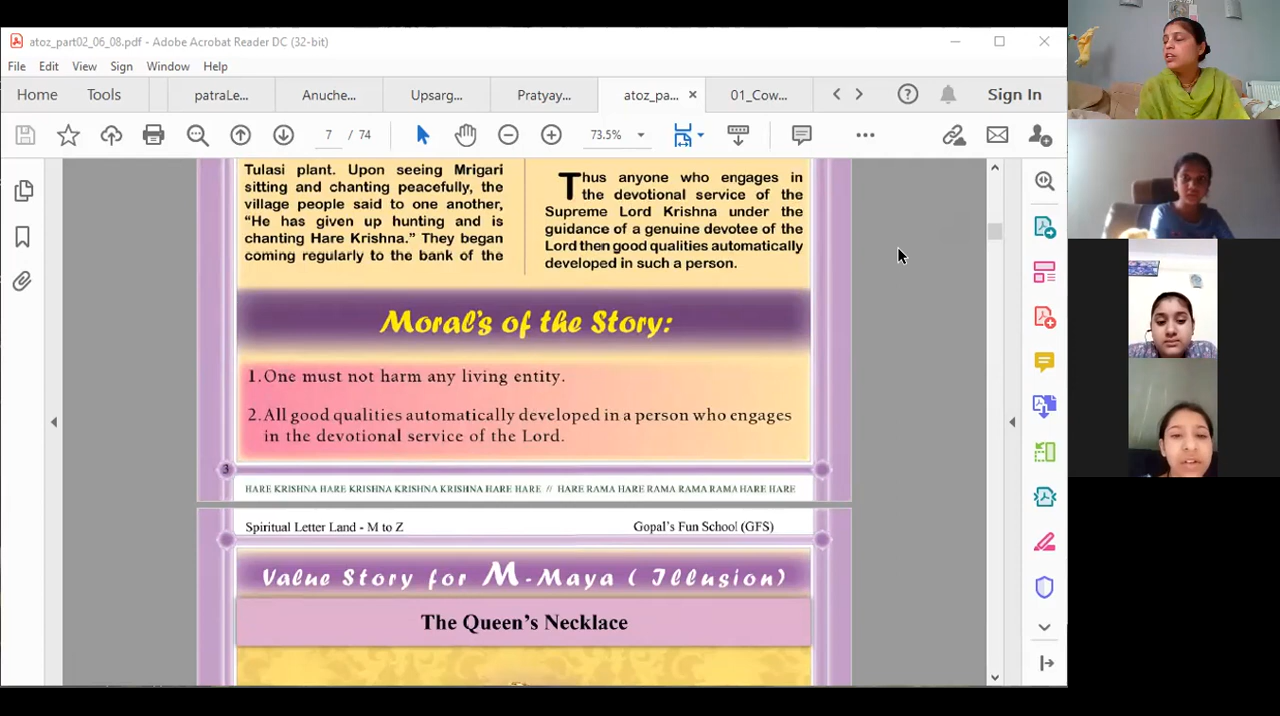 atoz_part02_06_08.pdf - Adobe Acrobat Reader DC (32-bit)
File Edit View Sign Window Help
Home Tools patraLe... Anuche... Upsarg... Pratyay... atoz_pa... 01_Cow... Sign In
7 / 74 73.5%
Tulasi plant. Upon seeing Mrigari
sitting and chanting peacefully, the
village people said to one another,
“He has given up hunting and is
chanting Hare Krishna.” They began
coming regularly to the bank of the
Thus anyone who engages in
the devotional service of the
Supreme Lord Krishna under the
guidance of a genuine devotee of the
Lord then good qualities automatically
developed in such a person.
Moral's of the Story:
1.One must not harm any living entity.
2.All good qualities automatically developed in a person who engages
in the devotional service of the Lord.
3
HARE KRISHNA HARE KRISHNA KRISHNA KRISHNA HARE HARE // HARE RAMA HARE RAMA RAMA RAMA HARE HARE
Spiritual Letter Land - M to Z Gopal's Fun School (GFS)
Value Story for M-Maya ( Illusion)
The Queen's Necklace